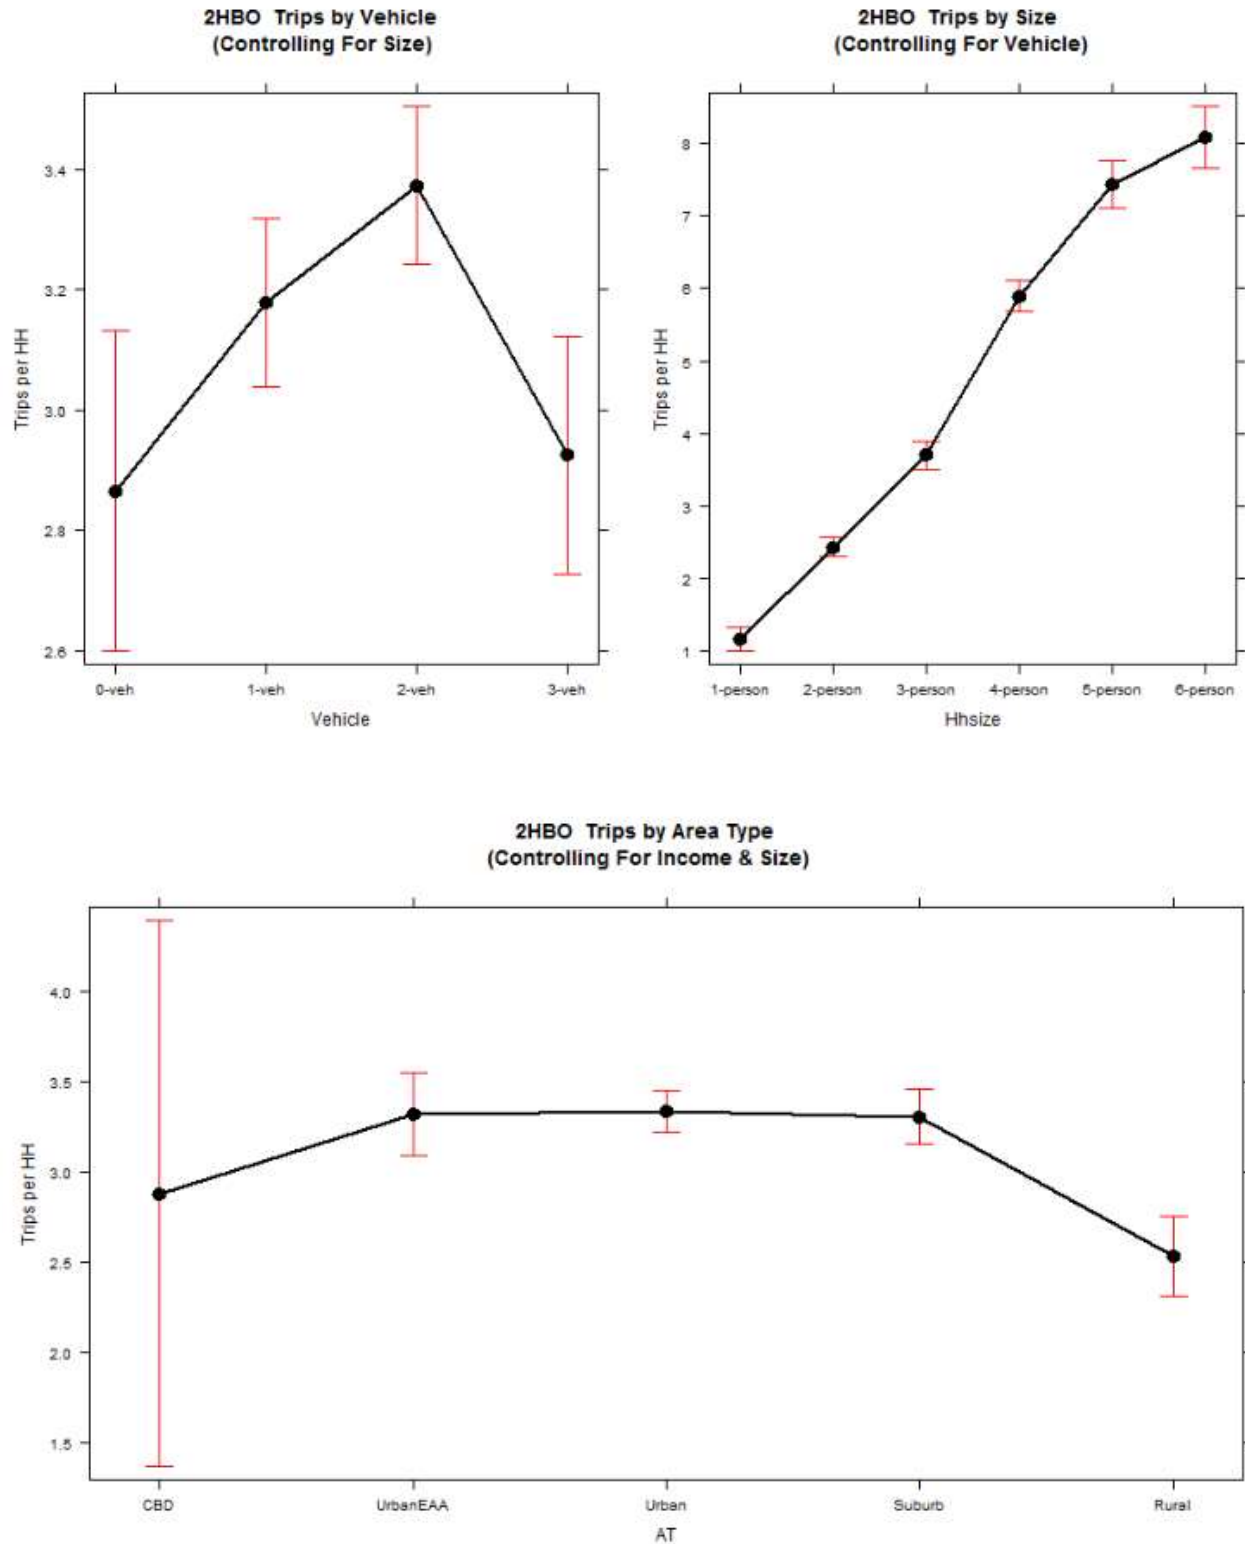 2HBO Trips by Vehicle
(Controlling For Size)
3.4
3.2
3.0
2.8
2.6
Trips per HH
0-veh 1-veh 2-veh 3-veh
Vehicle
2HBO Trips by Size
(Controlling For Vehicle)
8
7
6
5
4
3
2
1
Trips per HH
1-person 2-person 3-person 4-person 5-person 6-person
Hhsize
2HBO Trips by Area Type
(Controlling For Income & Size)
4.0
3.5
3.0
2.5
2.0
1.5
Trips per HH
CBD UrbanEAA Urban Suburb Rural
AT